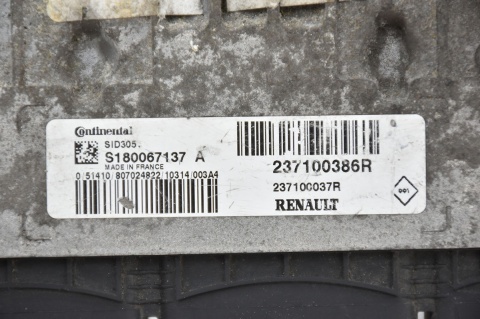 Continental
SID305.
S180067137 A
MADE IN FRANCE
0 51410 807024822 10314 003A4
237100386R
237100037R
RENAULT